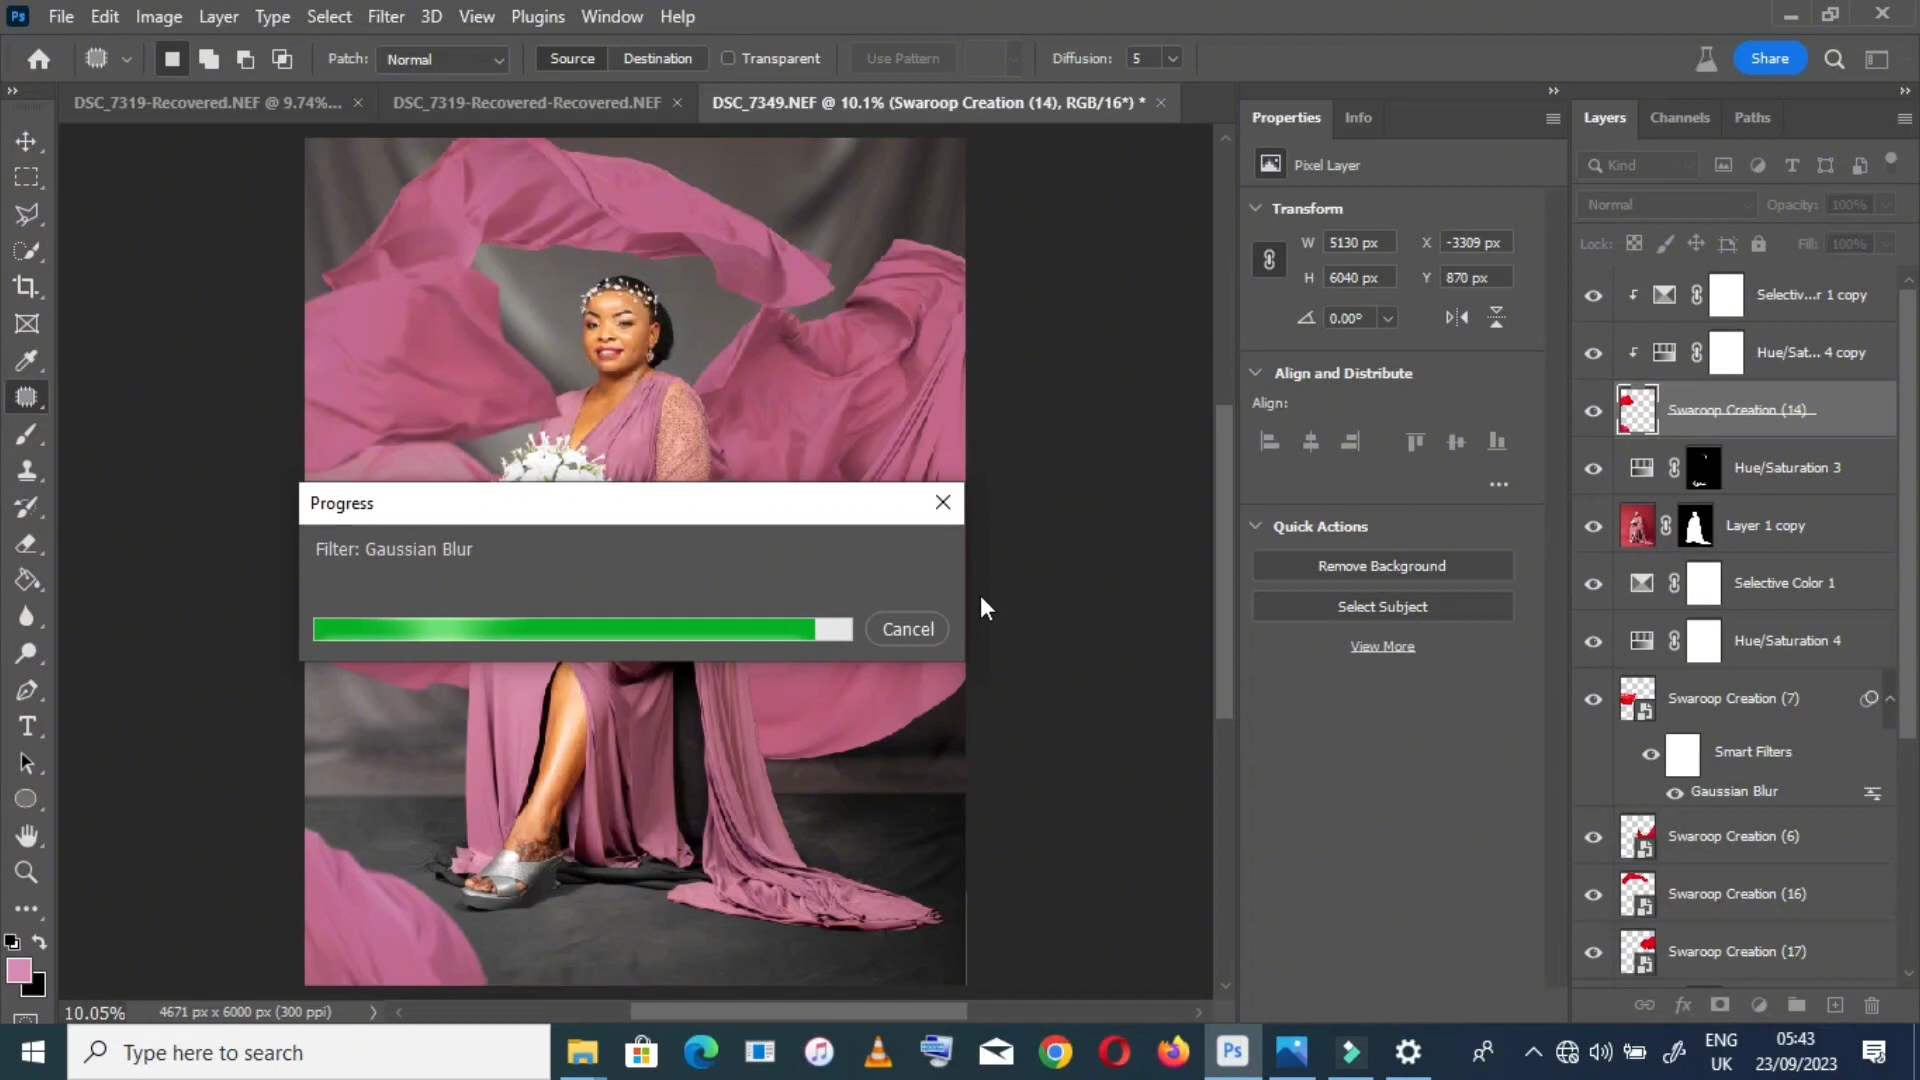 Ps File Edit Image Layer Type Select Filter 3D View Plugins Window Help
Patch: Normal Source Destination Transparent Use Pattern Diffusion: 5 Share
DSC_7319-Recovered.NEF @ 9.74%... × DSC_7319-Recovered-Recovered.NEF × DSC_7349.NEF @ 10.1% (Swaroop Creation (14), RGB/16*) * ×
Properties Info
Pixel Layer
Transform
W 5130 px X -3309 px
H 6040 px Y 870 px
0.00°
Align and Distribute
Align:
Quick Actions
Remove Background
Select Subject
View More
Layers Channels Paths
Kind
Normal Opacity: 100%
Lock: Fill: 100%
Selectiv...r 1 copy
Hue/Sat... 4 copy
Swaroop Creation (14)
Hue/Saturation 3
Layer 1 copy
Selective Color 1
Hue/Saturation 4
Swaroop Creation (7)
Smart Filters
Gaussian Blur
Swaroop Creation (6)
Swaroop Creation (16)
Swaroop Creation (17)
Progress
Filter: Gaussian Blur
Cancel
10.05% 4671 px x 6000 px (300 ppi)
Type here to search
Ps
ENG
UK
05:43
23/09/2023